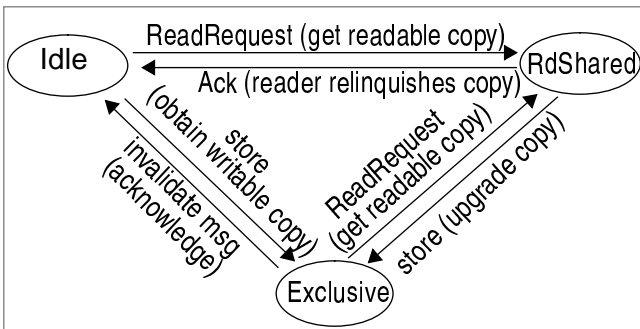 ReadRequest (get readable copy)
Idle
RdShared
Ack (reader relinquishes copy)
store
(obtain writable copy)
invalidate msg
(acknowledge)
ReadRequest
(get readable copy)
store (upgrade copy)
Exclusive